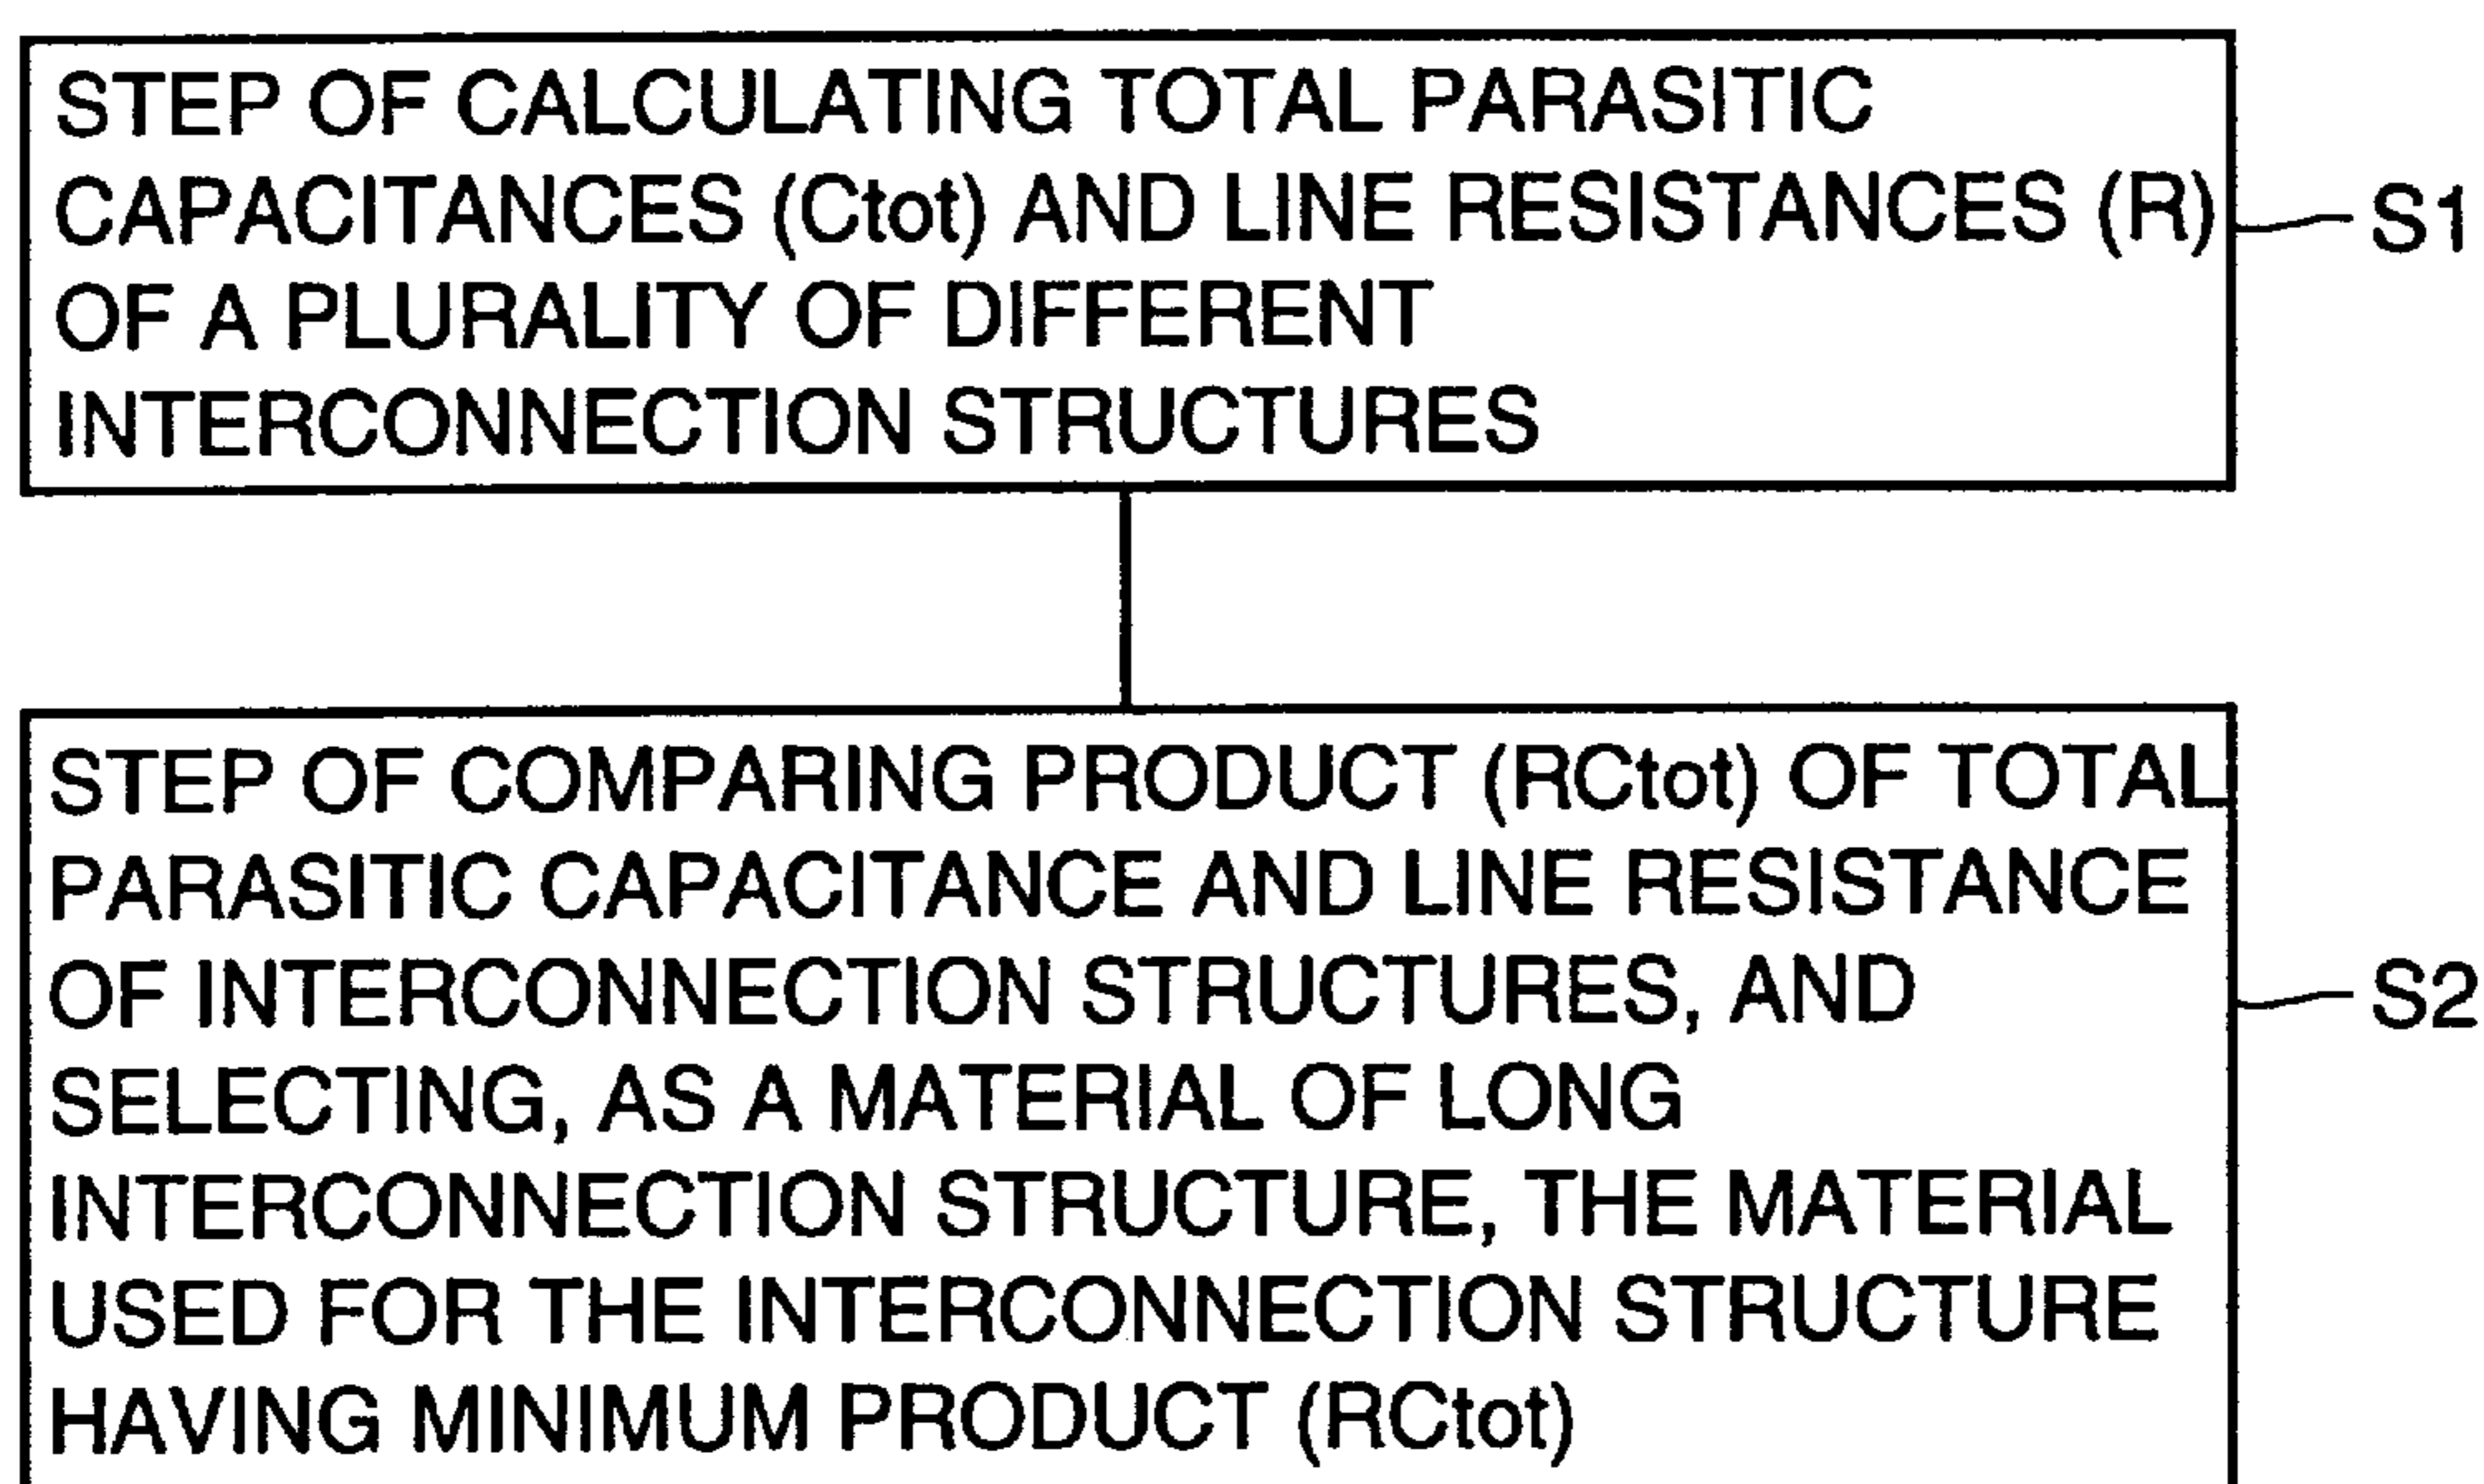 STEP OF CALCULATING TOTAL PARASITIC
CAPACITANCES (Ctot) AND LINE RESISTANCES (R)
OF A PLURALITY OF DIFFERENT
INTERCONNECTION STRUCTURES
S1
STEP OF COMPARING PRODUCT (RCtot) OF TOTAL
PARASITIC CAPACITANCE AND LINE RESISTANCE
OF INTERCONNECTION STRUCTURES, AND
SELECTING, AS A MATERIAL OF LONG
INTERCONNECTION STRUCTURE, THE MATERIAL
USED FOR THE INTERCONNECTION STRUCTURE
HAVING MINIMUM PRODUCT (RCtot)
S2